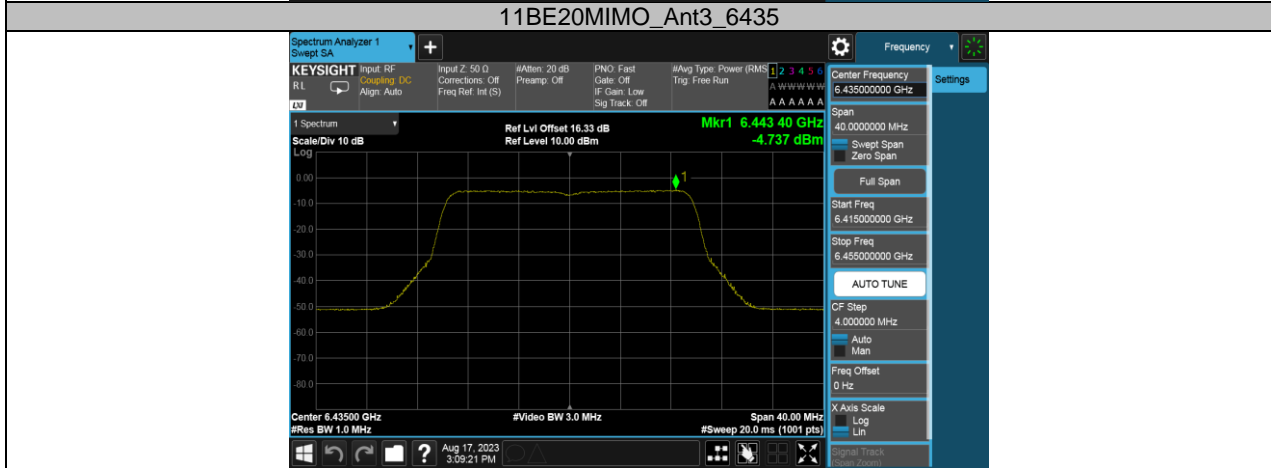 11BE20MIMO_Ant3_6435
Spectrum Analyzer 1
Swept SA
+
Frequency
KEYSIGHT
RL
LXI
Input: RF
Coupling: DC
Align: Auto
Input Z: 50 Ω
Corrections: Off
Freq Ref: Int (S)
#Atten: 20 dB
Preamp: Off
PNO: Fast
Gate: Off
IF Gain: Low
Sig Track: Off
#Avg Type: Power (RMS
Trig: Free Run
1 2 3 4 5 6
A W W W W W
A A A A A A
1 Spectrum
Scale/Div 10 dB
Ref Lvl Offset 16.33 dB
Ref Level 10.00 dBm
Mkr1 6.443 40 GHz
-4.737 dBm
Log
0.00
-10.0
-20.0
-30.0
-40.0
-50.0
-60.0
-70.0
-80.0
1
Center 6.43500 GHz
#Res BW 1.0 MHz
#Video BW 3.0 MHz
Span 40.00 MHz
#Sweep 20.0 ms (1001 pts)
Center Frequency
6.435000000 GHz
Settings
Span
40.0000000 MHz
Swept Span
Zero Span
Full Span
Start Freq
6.415000000 GHz
Stop Freq
6.455000000 GHz
AUTO TUNE
CF Step
4.000000 MHz
Auto
Man
Freq Offset
0 Hz
X Axis Scale
Log
Lin
Signal Track
(Span Zoom)
?
Aug 17, 2023
3:09:21 PM